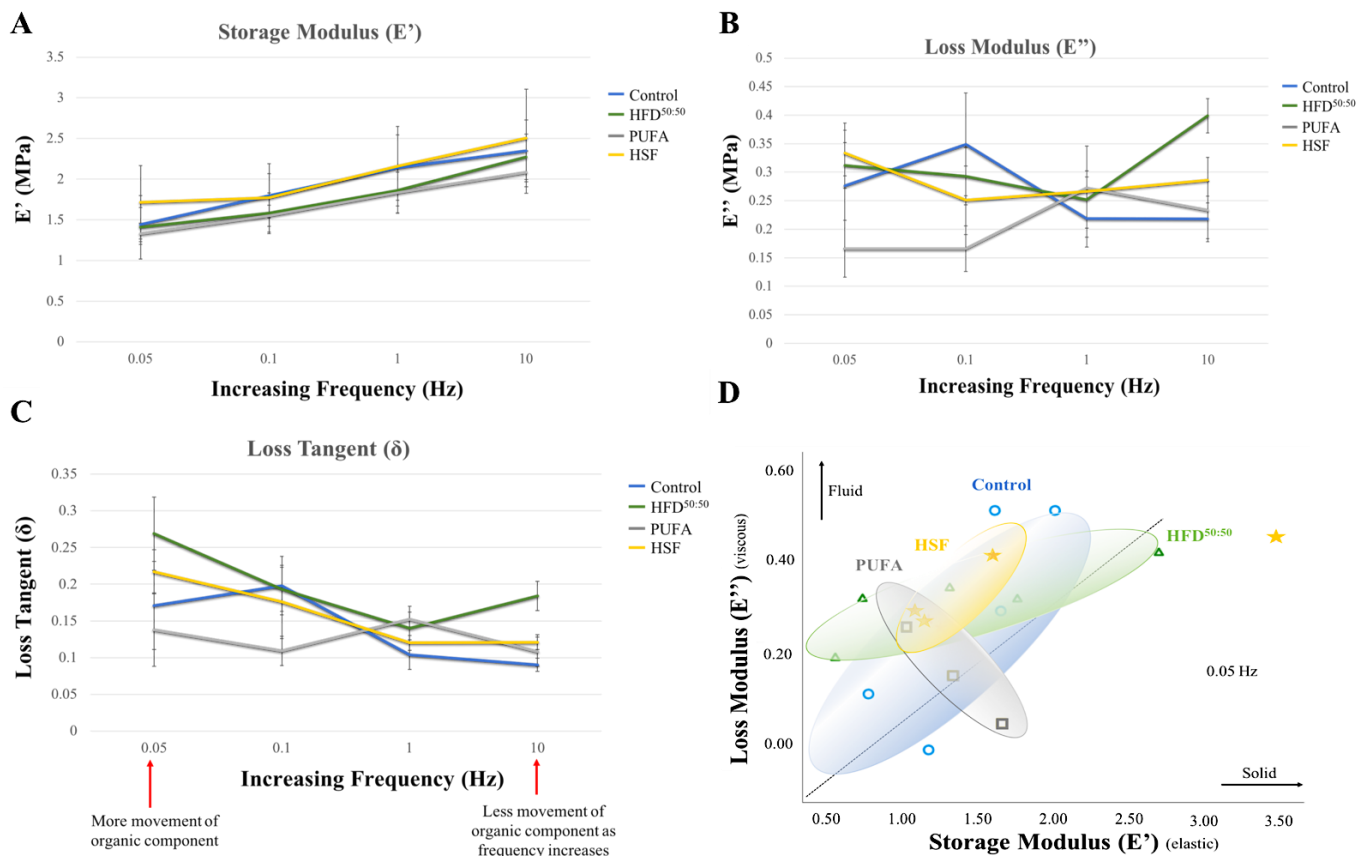 A
Storage Modulus (E’)
3.5
3
2.5
2
1.5
1
0.5
0
E’ (MPa)
0.05 0.1 1 10
Increasing Frequency (Hz)
Control
HFD50:50
PUFA
HSF
B
Loss Modulus (E”)
0.5
0.45
0.4
0.35
0.3
0.25
0.2
0.15
0.1
0.05
0
E” (MPa)
0.05 0.1 1 10
Increasing Frequency (Hz)
Control
HFD50:50
PUFA
HSF
C
Loss Tangent (δ)
0.35
0.3
0.25
0.2
0.15
0.1
0.05
0
Loss Tangent (δ)
0.05 0.1 1 10
Increasing Frequency (Hz)
Control
HFD50:50
PUFA
HSF
More movement of
organic component
Less movement of
organic component as
frequency increases
D
0.60
0.40
0.20
0.00
Loss Modulus (E”) (viscous)
Fluid
Control
HSF
HFD50:50
PUFA
0.05 Hz
Solid
0.50 1.00 1.50 2.00 2.50 3.00 3.50
Storage Modulus (E’) (elastic)